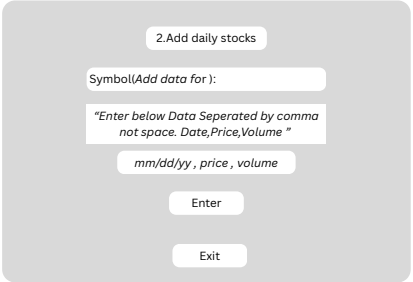 2.Add daily stocks
Symbol(Add data for ):
“Enter below Data Seperated by comma
not space. Date,Price,Volume ”
mm/dd/yy , price , volume
Enter
Exit